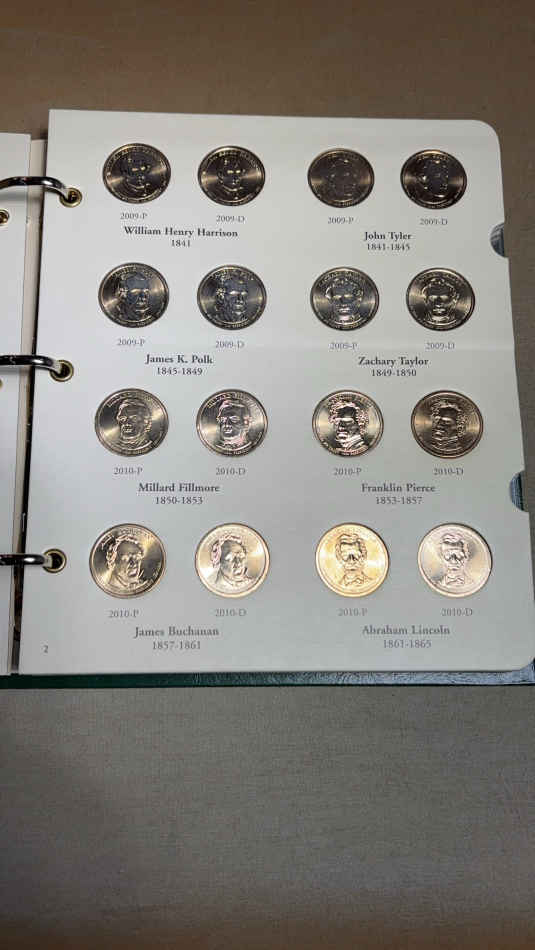 2009-P 2009-D 2009-P 2009-D
William Henry Harrison John Tyler
1841 1841-1845
2009-P 2009-D 2009-P 2009-D
James K. Polk Zachary Taylor
1845-1849 1849-1850
2010-P 2010-D 2010-P 2010-D
Millard Fillmore Franklin Pierce
1850-1853 1853-1857
2010-P 2010-D 2010-P 2010-D
James Buchanan Abraham Lincoln
1857-1861 1861-1865
2